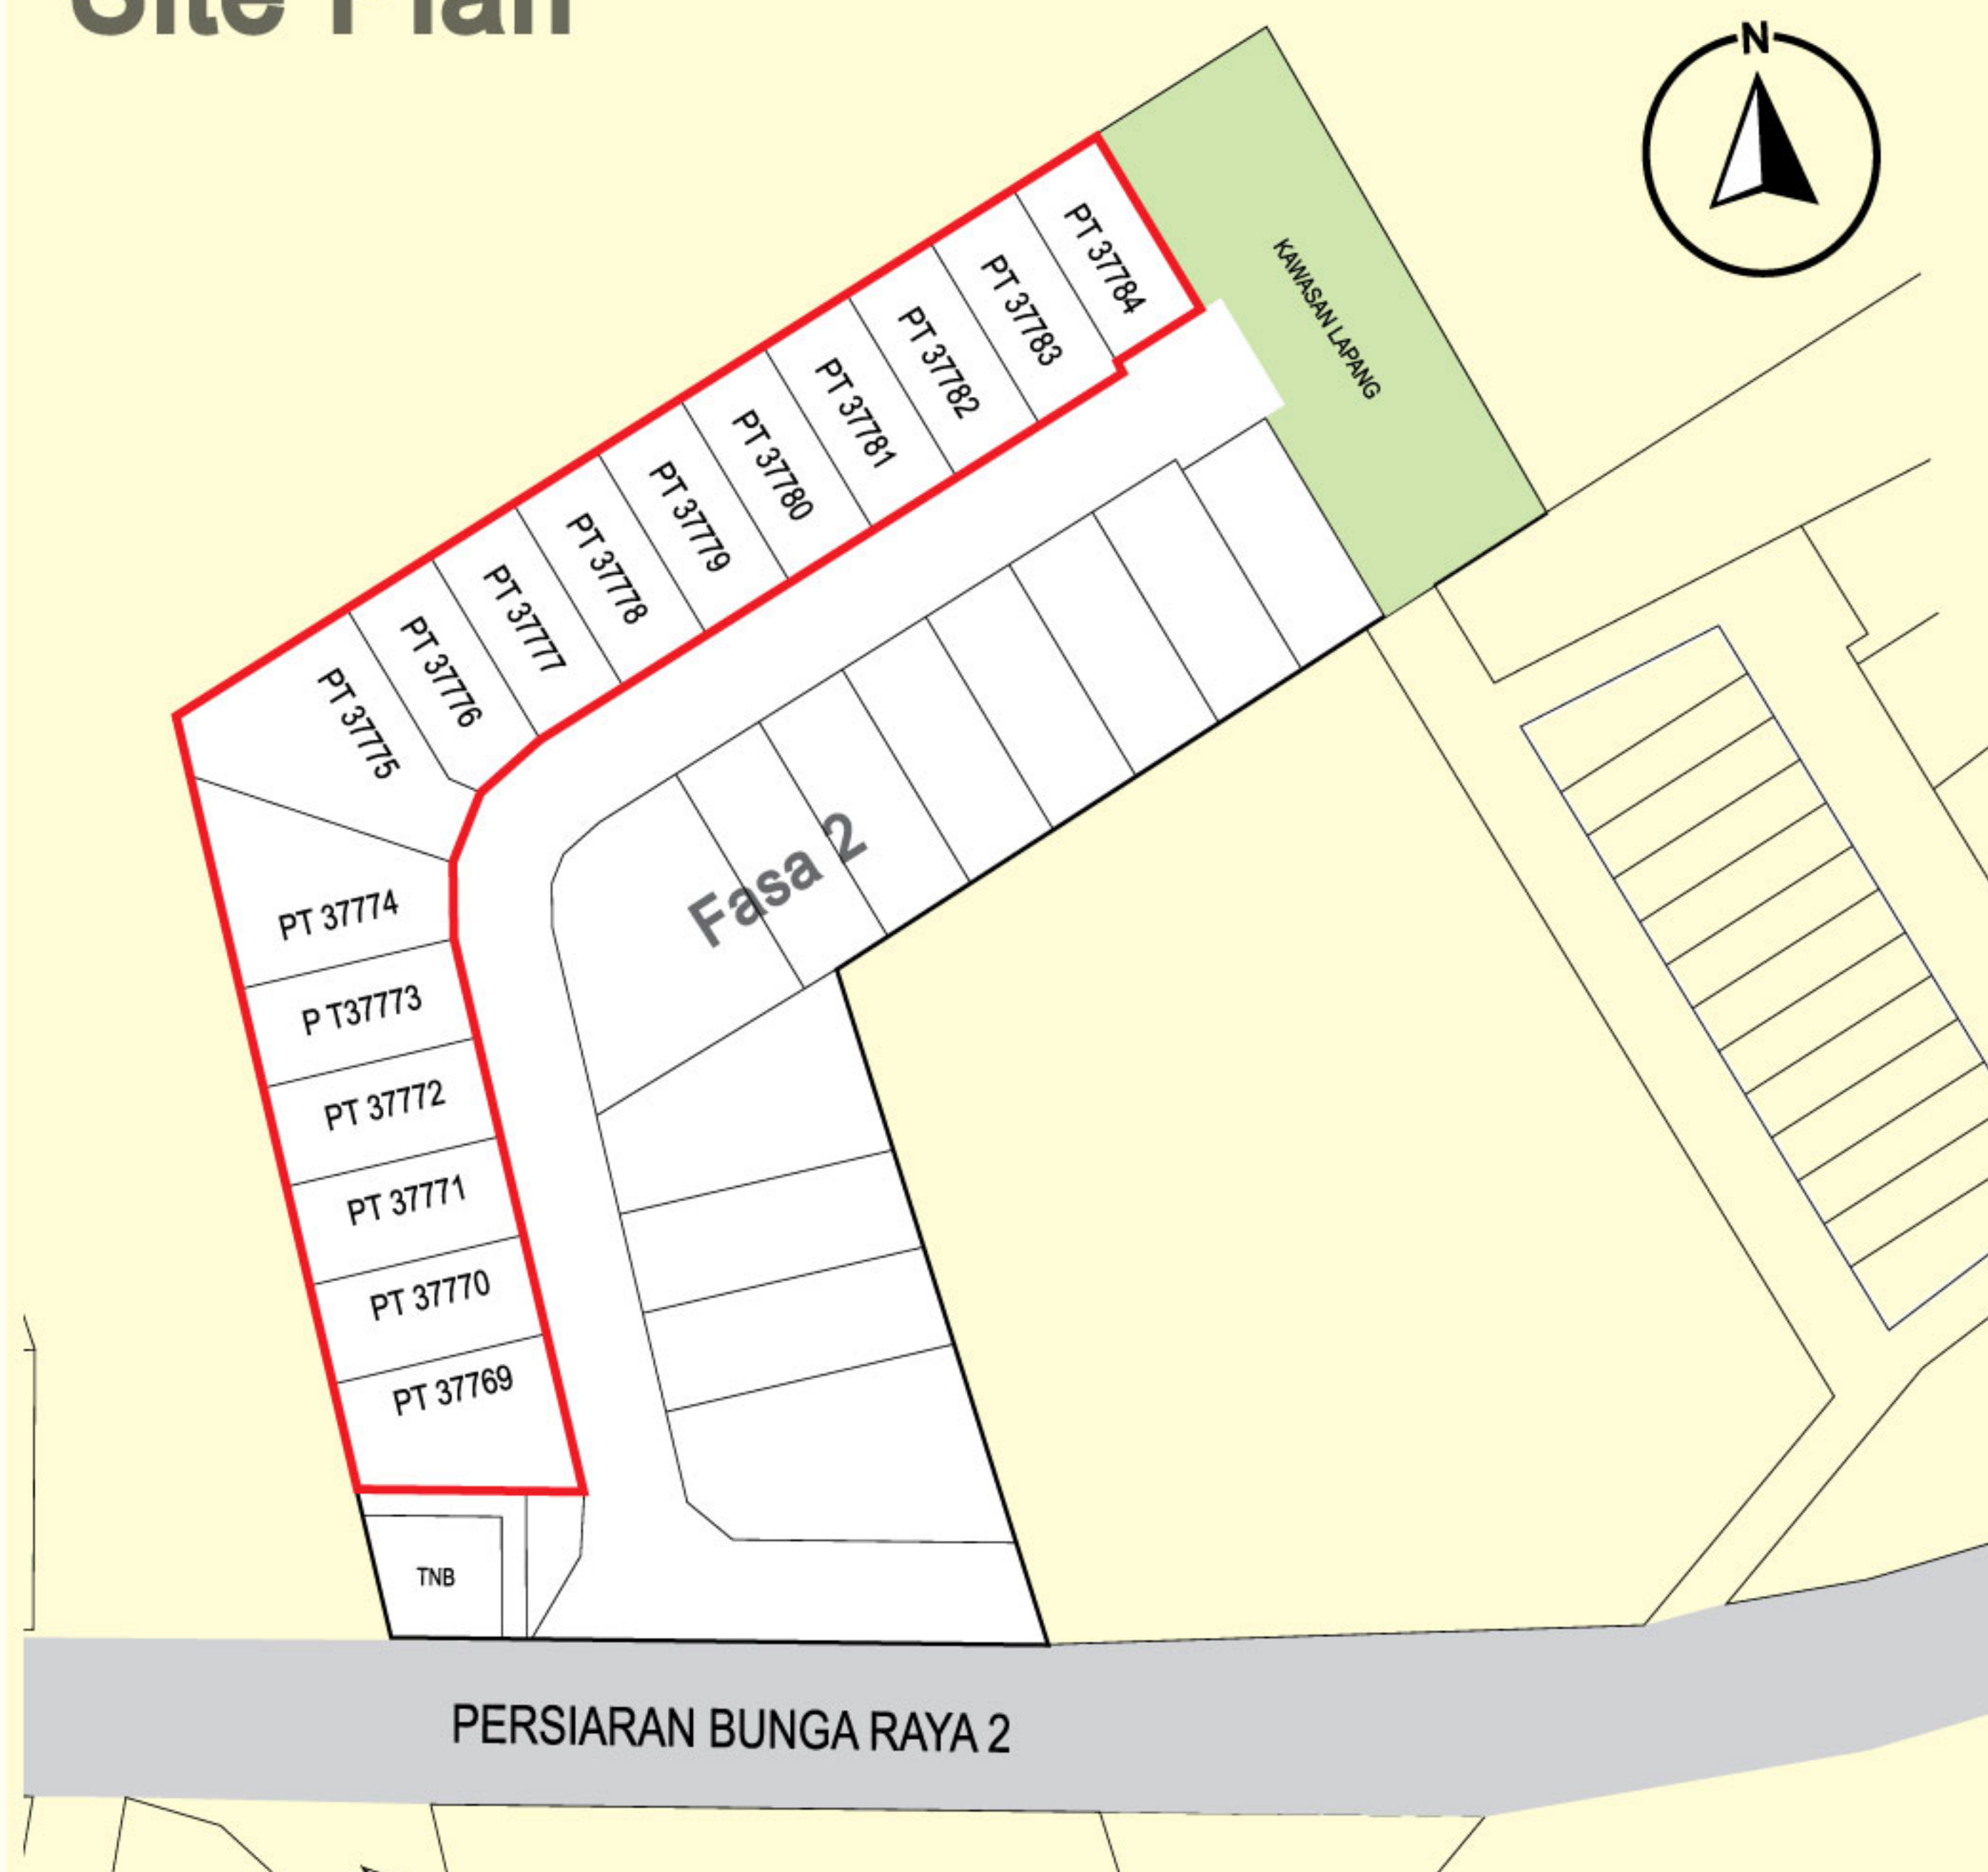 Site Plan
N
PT 37784
PT 37783
PT 37782
PT 37781
PT 37780
PT 37779
PT 37778
PT 37777
PT 37776
PT 37775
PT 37774
P T37773
PT 37772
PT 37771
PT 37770
PT 37769
KAWASAN LAPANG
Fasa 2
TNB
PERSIARAN BUNGA RAYA 2